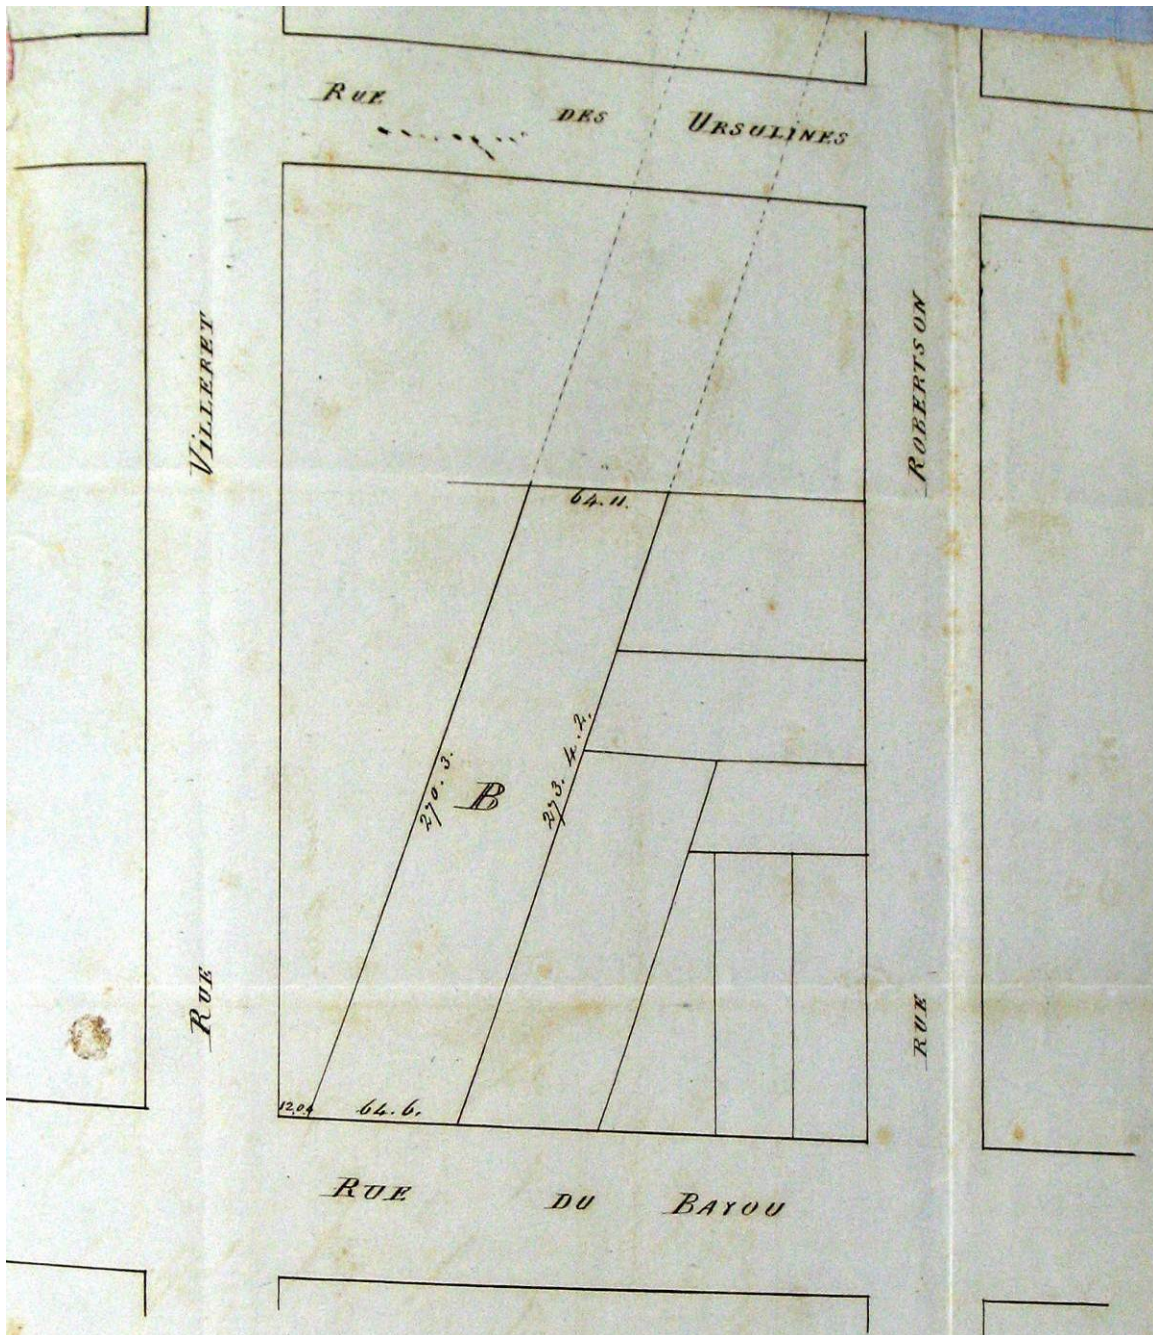 RUE DES URSULINES
RUE VILLERET
RUE ROBERTSON
64.11.
270.3.
B
273.4.2.
12.0.4
64.6.
RUE DU BAYOU